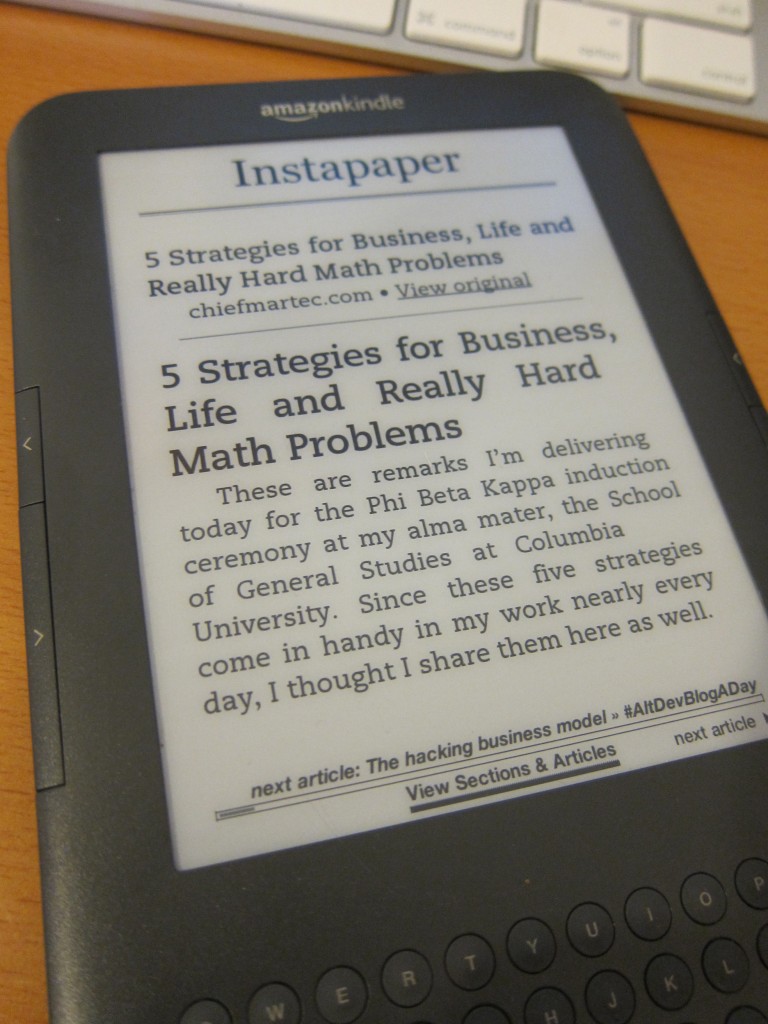 ⌘ command
option
control
amazonkindle
Instapaper
5 Strategies for Business, Life and
Really Hard Math Problems
chiefmartec.com • View original
5 Strategies for Business,
Life and Really Hard
Math Problems
These are remarks I'm delivering
today for the Phi Beta Kappa induction
ceremony at my alma mater, the School
of General Studies at Columbia
University. Since these five strategies
come in handy in my work nearly every
day, I thought I share them here as well.
next article: The hacking business model » #AltDevBlogADay
next article
View Sections & Articles
<
>
W E R T Y U I O P
H J K L